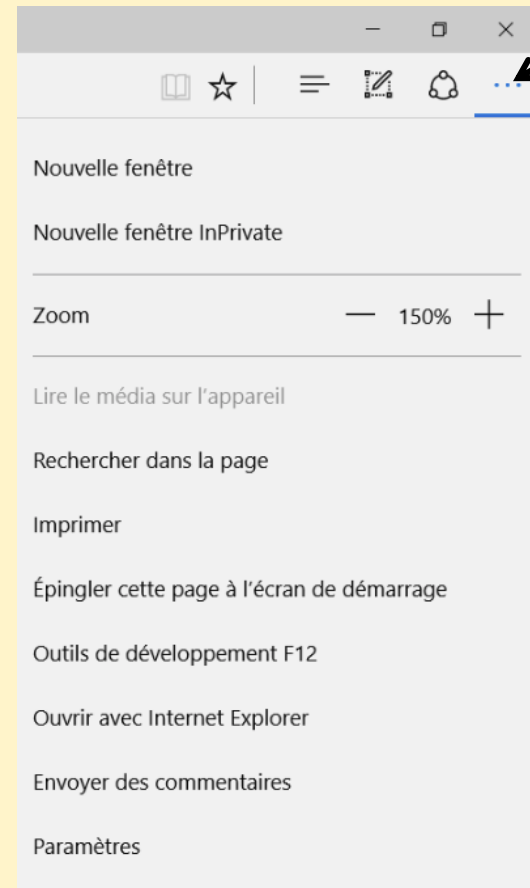 Nouvelle fenêtre
Nouvelle fenêtre InPrivate
Zoom — 150% +
Lire le média sur l'appareil
Rechercher dans la page
Imprimer
Épingler cette page à l'écran de démarrage
Outils de développement F12
Ouvrir avec Internet Explorer
Envoyer des commentaires
Paramètres